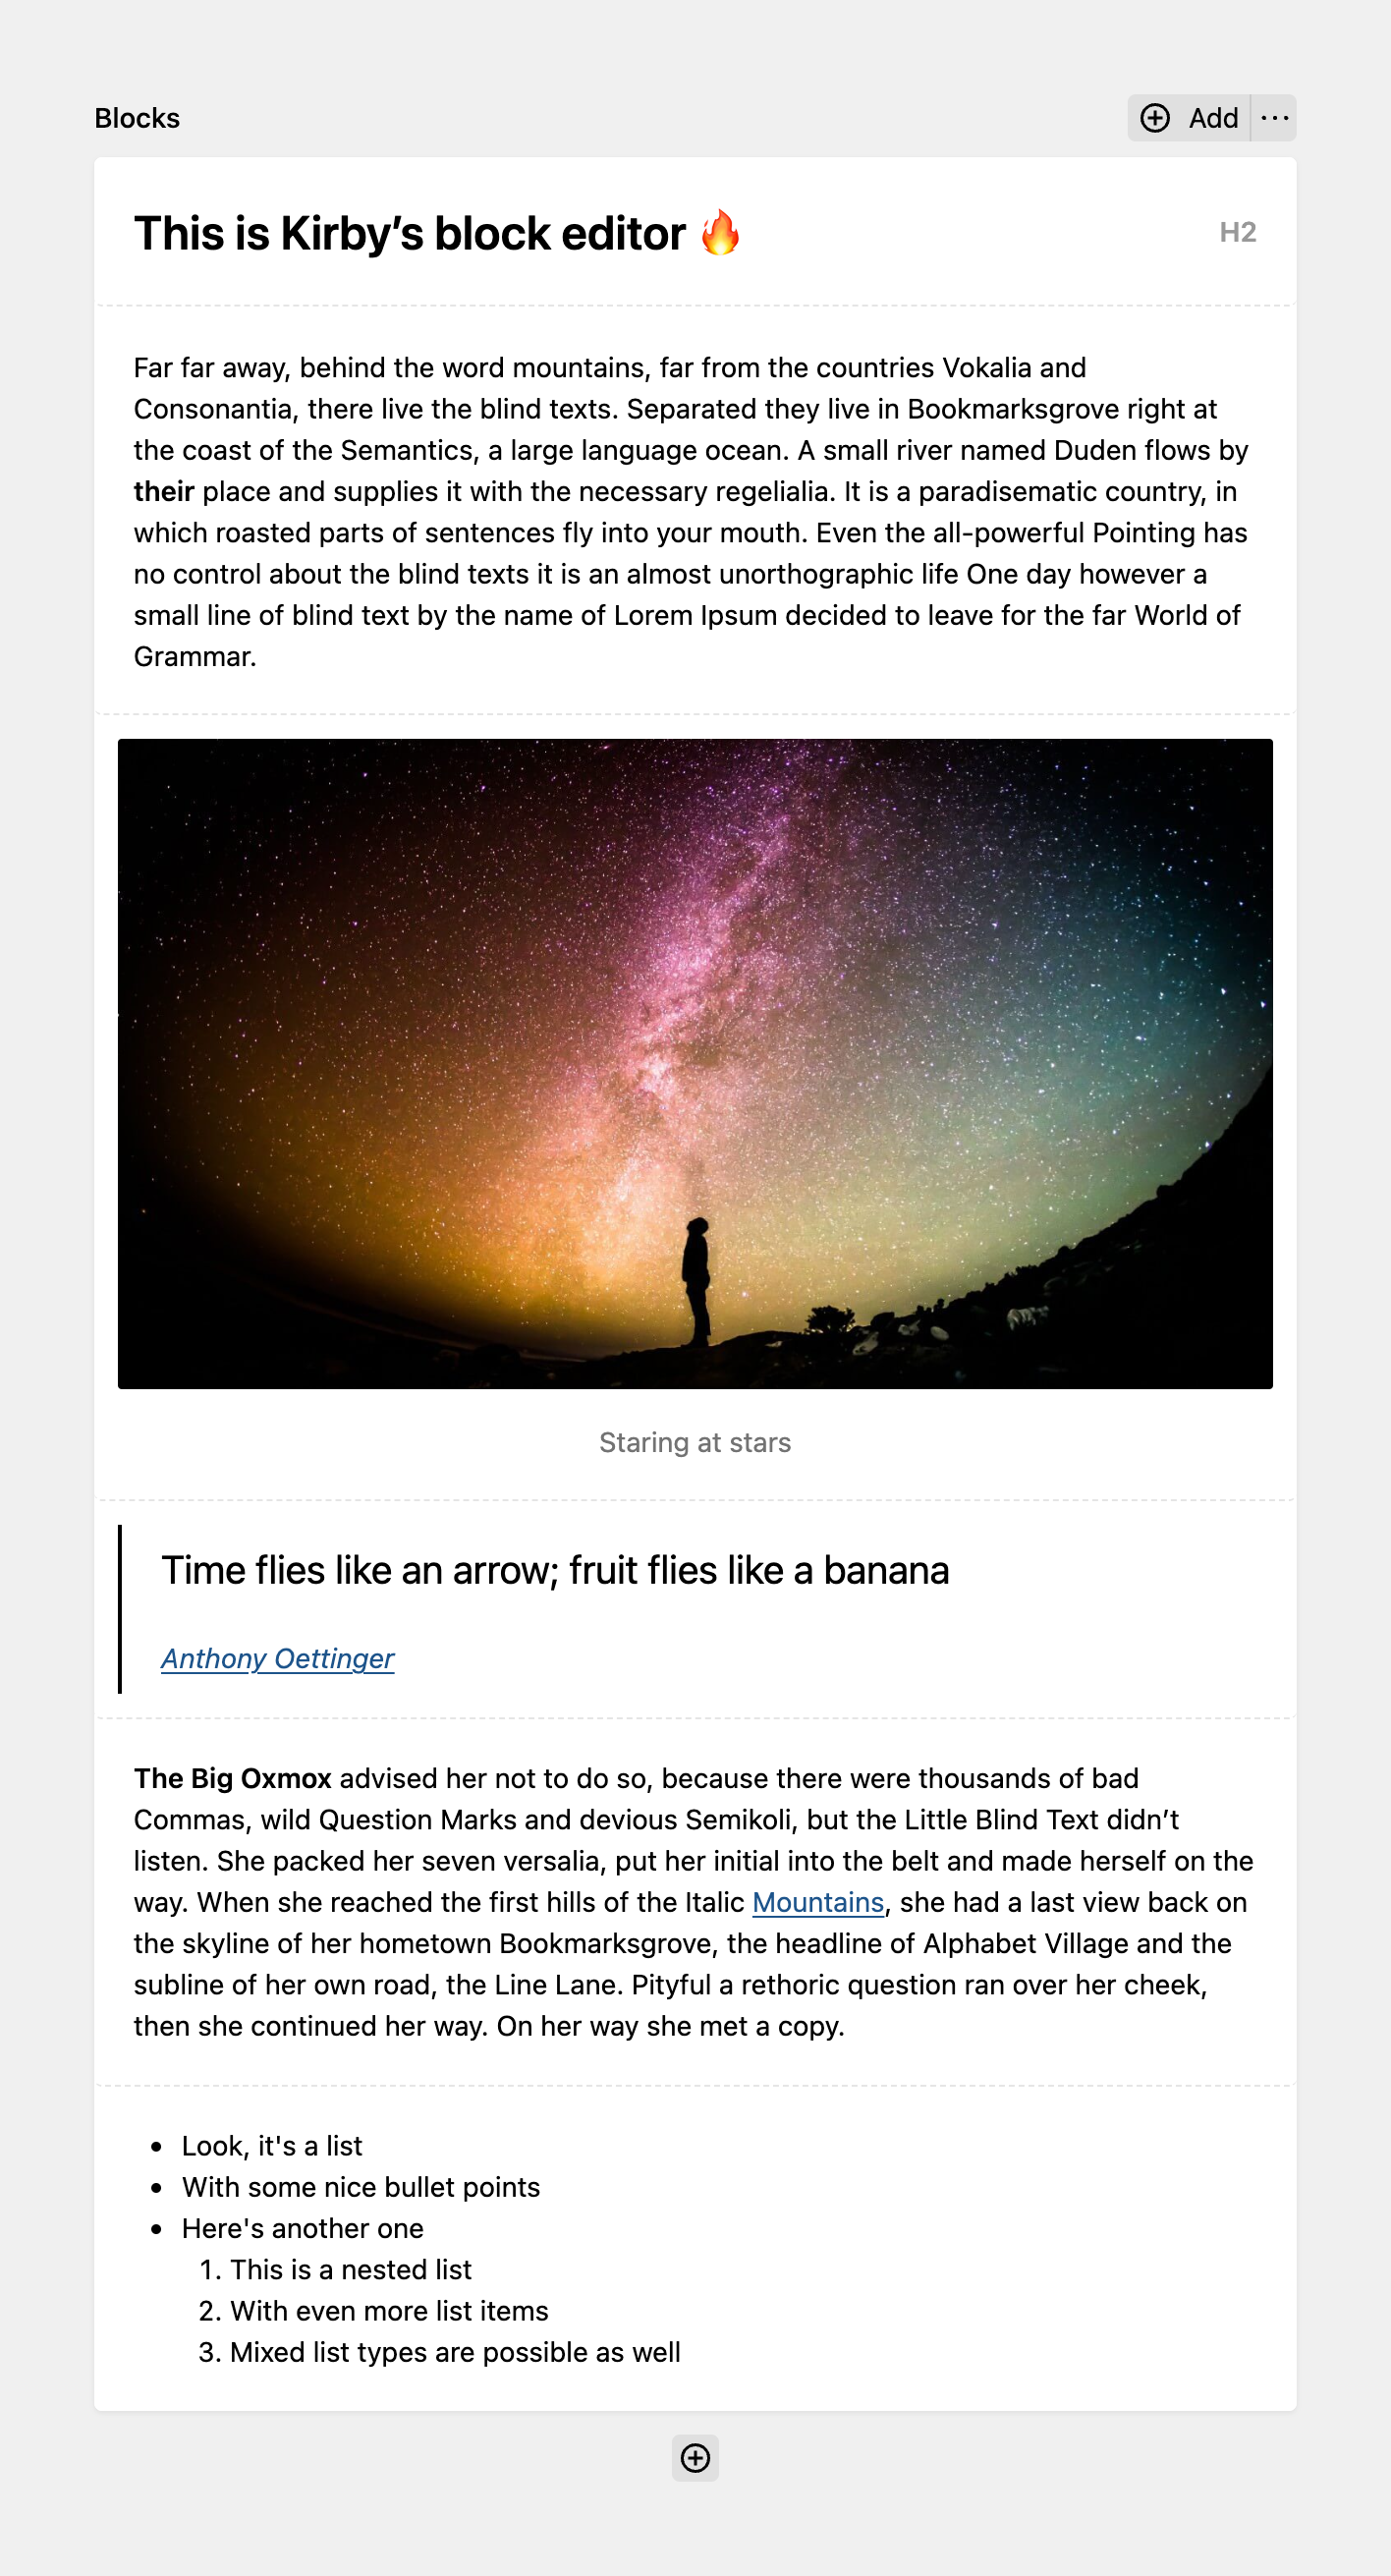 Blocks
Add
This is Kirby’s block editor 🔥
H2
Far far away, behind the word mountains, far from the countries Vokalia and
Consonantia, there live the blind texts. Separated they live in Bookmarksgrove right at
the coast of the Semantics, a large language ocean. A small river named Duden flows by
their place and supplies it with the necessary regelialia. It is a paradisematic country, in
which roasted parts of sentences fly into your mouth. Even the all-powerful Pointing has
no control about the blind texts it is an almost unorthographic life One day however a
small line of blind text by the name of Lorem Ipsum decided to leave for the far World of
Grammar.
Staring at stars
Time flies like an arrow; fruit flies like a banana
Anthony Oettinger
The Big Oxmox advised her not to do so, because there were thousands of bad
Commas, wild Question Marks and devious Semikoli, but the Little Blind Text didn’t
listen. She packed her seven versalia, put her initial into the belt and made herself on the
way. When she reached the first hills of the Italic Mountains, she had a last view back on
the skyline of her hometown Bookmarksgrove, the headline of Alphabet Village and the
subline of her own road, the Line Lane. Pityful a rethoric question ran over her cheek,
then she continued her way. On her way she met a copy.
• Look, it's a list
• With some nice bullet points
• Here's another one
1. This is a nested list
2. With even more list items
3. Mixed list types are possible as well